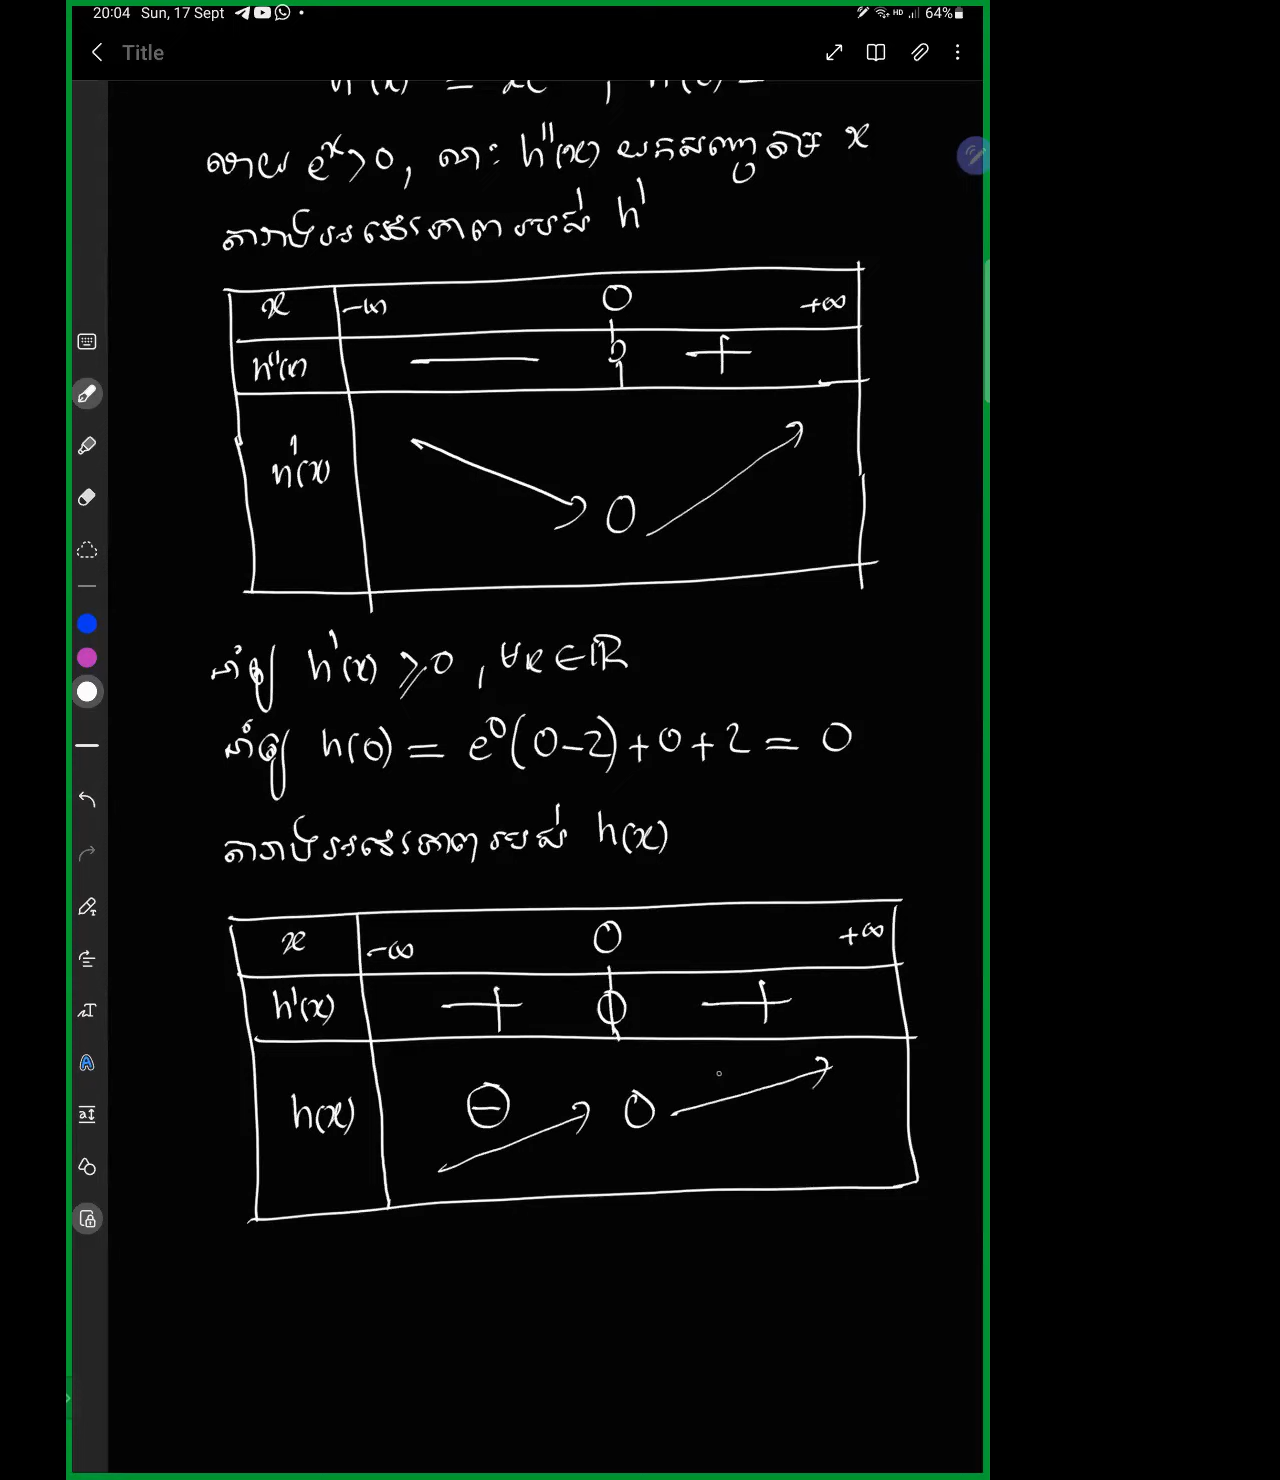 20:04 Sun, 17 Sept HD 64%
Title
ដោយ eˣ > 0, នោះ h''(x) យកសញ្ញាតាម x
តារាងអថេរភាពរបស់ h'
x -∞ 0 +∞
h''(x) — 0 +
h'(x) 0
នាំឲ្យ h'(x) ⩾ 0 , ∀x ∈ ℝ
នាំឲ្យ h(0) = e⁰(0-2)+0+2 = 0
តារាងអថេរភាពរបស់ h(x)
x -∞ 0 +∞
h'(x) + 0 +
h(x) ⊖ 0